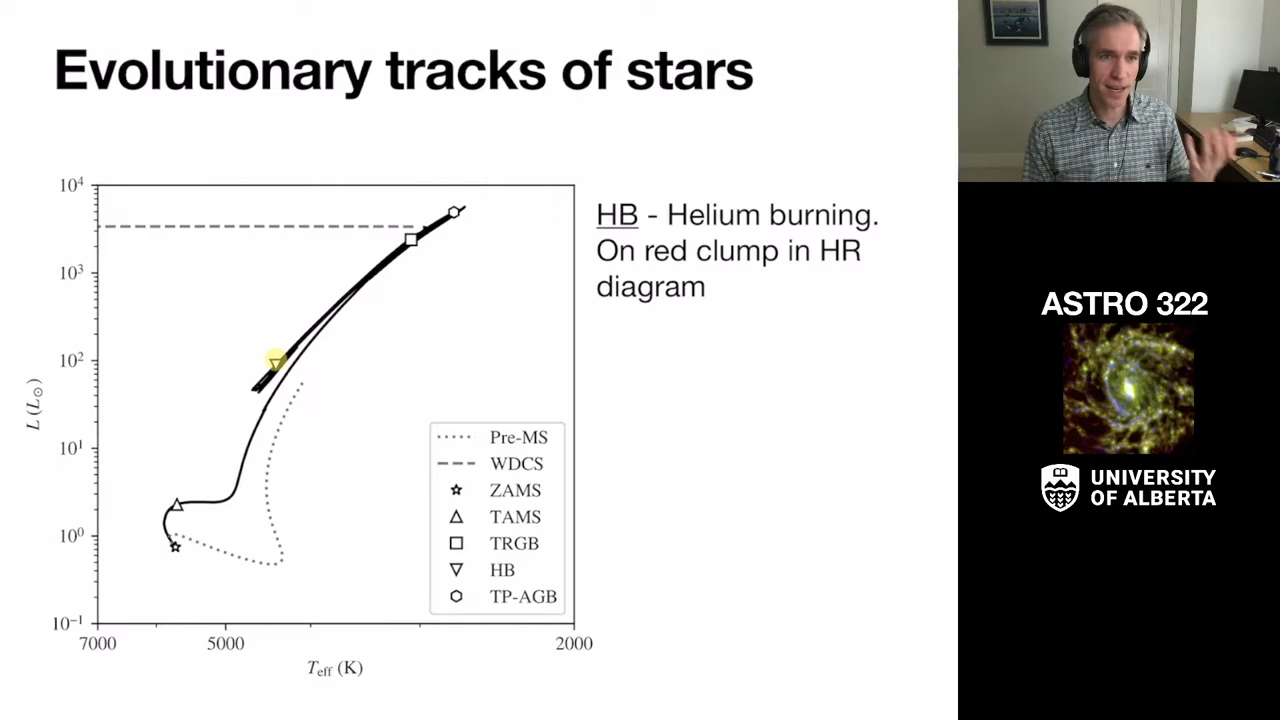 Evolutionary tracks of stars
10⁴
10³
10²
10¹
10⁰
10⁻¹
L (L⊙)
7000
5000
2000
T_eff (K)
Pre-MS
WDCS
ZAMS
TAMS
TRGB
HB
TP-AGB
HB - Helium burning.
On red clump in HR
diagram
ASTRO 322
UNIVERSITY
OF ALBERTA